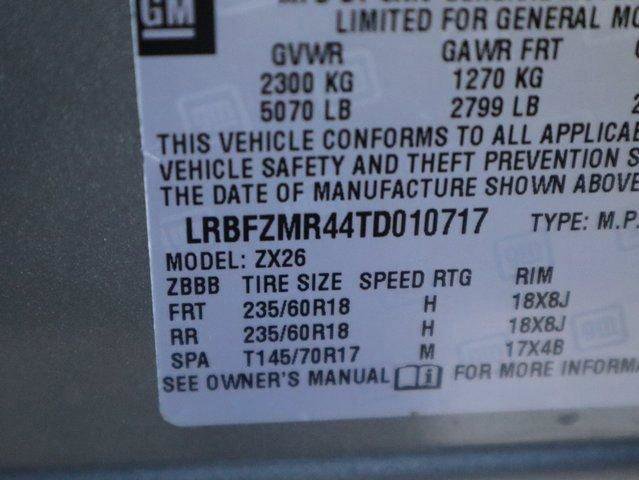 GM
LIMITED FOR GENERAL
GVWR GAWR FRT
2300 KG 1270 KG
5070 LB 2799 LB
THIS VEHICLE CONFORMS TO ALL
VEHICLE SAFETY AND THEFT PREVENTION
THE DATE OF MANUFACTURE SHOWN ABOVE
LRBFZMR44TD010717 TYPE: M.P.
MODEL: ZX26
ZBBB TIRE SIZE SPEED RTG RIM
FRT 235/60R18 H 18X8J
RR 235/60R18 H 18X8J
SPA T145/70R17 M 17X4B
SEE OWNER'S MANUAL FOR MORE